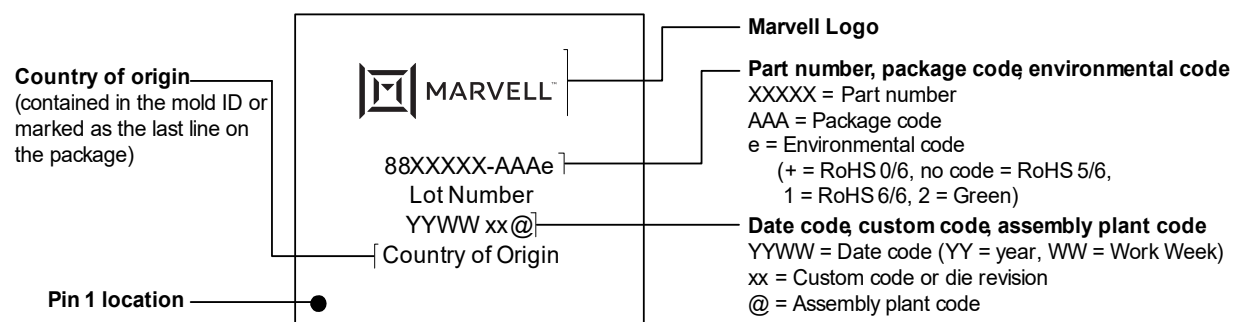 Marvell Logo
Country of origin
(contained in the mold ID or
marked as the last line on
the package)
MARVELL™
Part number, package code, environmental code
XXXXX = Part number
AAA = Package code
e = Environmental code
(+ = RoHS 0/6, no code = RoHS 5/6,
1 = RoHS 6/6, 2 = Green)
88XXXXX-AAAe
Lot Number
YYWW xx@
Country of Origin
Date code, custom code, assembly plant code
YYWW = Date code (YY = year, WW = Work Week)
xx = Custom code or die revision
@ = Assembly plant code
Pin 1 location